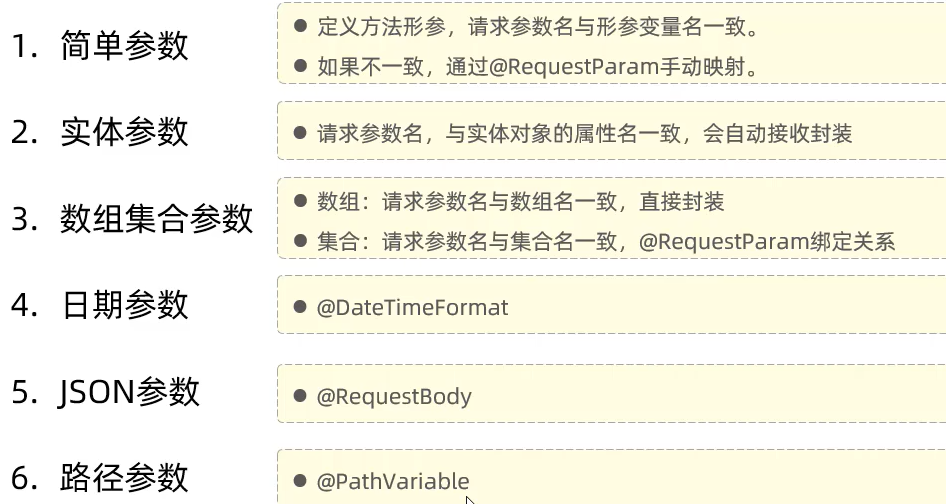 1. 简单参数
● 定义方法形参，请求参数名与形参变量名一致。
● 如果不一致，通过@RequestParam手动映射。
2. 实体参数
● 请求参数名，与实体对象的属性名一致，会自动接收封装
3. 数组集合参数
● 数组：请求参数名与数组名一致，直接封装
● 集合：请求参数名与集合名一致，@RequestParam绑定关系
4. 日期参数
● @DateTimeFormat
5. JSON参数
● @RequestBody
6. 路径参数
● @PathVariable